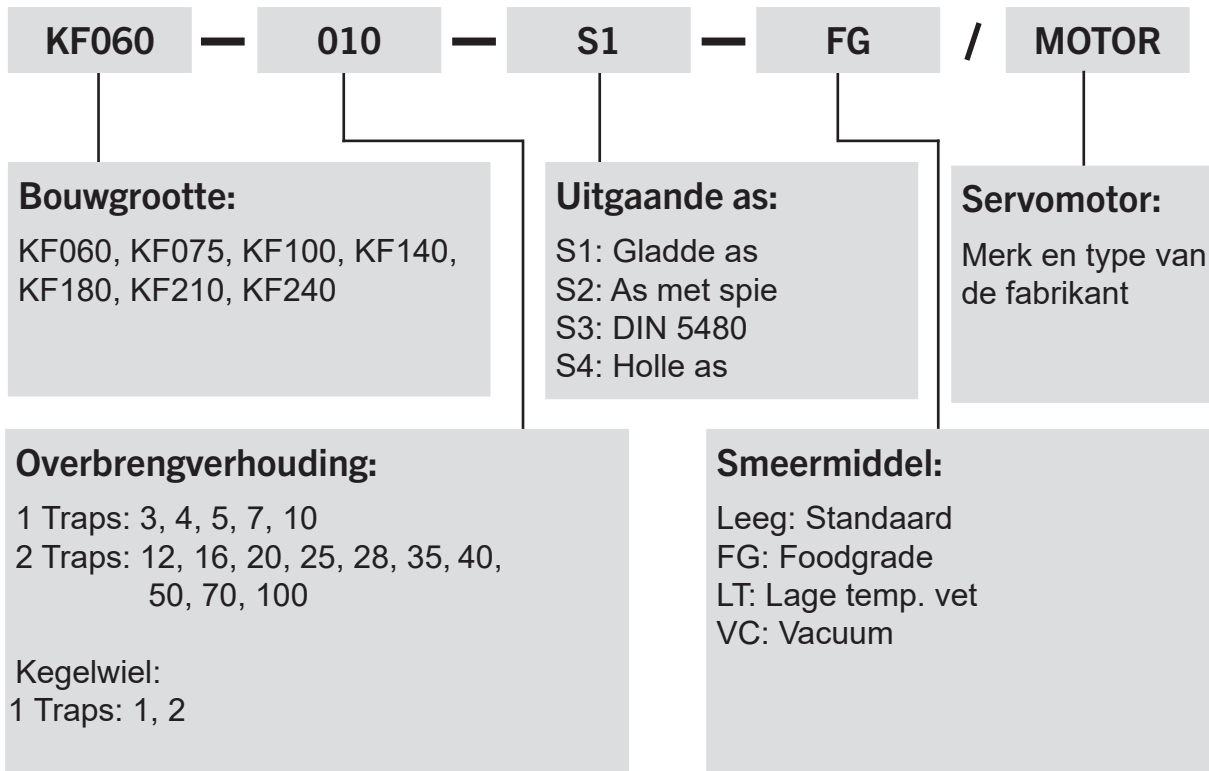 KF060 — 010 — S1 — FG / MOTOR
Bouwgrootte:
KF060, KF075, KF100, KF140,
KF180, KF210, KF240
Uitgaande as:
S1: Gladde as
S2: As met spie
S3: DIN 5480
S4: Holle as
Servomotor:
Merk en type van
de fabrikant
Overbrengverhouding:
1 Traps: 3, 4, 5, 7, 10
2 Traps: 12, 16, 20, 25, 28, 35, 40,
50, 70, 100
Kegelwiel:
1 Traps: 1, 2
Smeermiddel:
Leeg: Standaard
FG: Foodgrade
LT: Lage temp. vet
VC: Vacuum